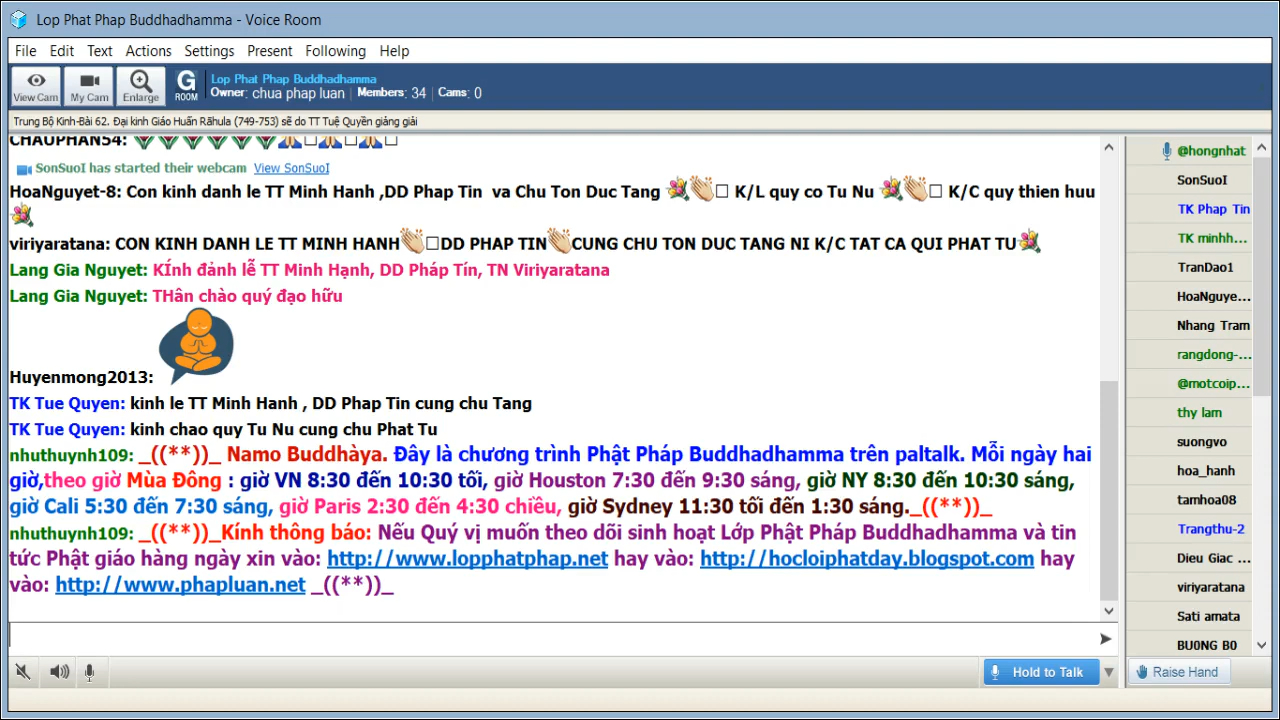 Lop Phat Phap Buddhadhamma - Voice Room
File Edit Text Actions Settings Present Following Help
View Cam My Cam Enlarge G ROOM
Lop Phat Phap Buddhadhamma
Owner: chua phap luan Members: 34 Cams: 0
Trung Bộ Kinh-Bài 62. Đại kinh Giáo Huấn Rãhula (749-753) sẽ do TT Tuệ Quyền giảng giải
CHAUPHAN54:
SonSuoI has started their webcam View SonSuoI
HoaNguyet-8: Con kinh danh le TT Minh Hanh ,DD Phap Tin va Chu Ton Duc Tang K/L quy co Tu Nu K/C quy thien huu
viriyaratana: CON KINH DANH LE TT MINH HANH DD PHAP TIN CUNG CHU TON DUC TANG NI K/C TAT CA QUI PHAT TU
Lang Gia Nguyet: KÍnh đảnh lễ TT Minh Hạnh, DD Pháp Tín, TN Viriyaratana
Lang Gia Nguyet: THân chào quý đạo hữu
Huyenmong2013:
TK Tue Quyen: kinh le TT Minh Hanh , DD Phap Tin cung chu Tang
TK Tue Quyen: kinh chao quy Tu Nu cung chu Phat Tu
nhuthuynh109: _((**))_ Namo Buddhàya. Đây là chương trình Phật Pháp Buddhadhamma trên paltalk. Mỗi ngày hai
giờ,theo giờ Mùa Đông : giờ VN 8:30 đến 10:30 tối, giờ Houston 7:30 đến 9:30 sáng, giờ NY 8:30 đến 10:30 sáng,
giờ Cali 5:30 đến 7:30 sáng, giờ Paris 2:30 đến 4:30 chiều, giờ Sydney 11:30 tối đến 1:30 sáng._((**))_
nhuthuynh109: _((**))_Kính thông báo: Nếu Quý vị muốn theo dõi sinh hoạt Lớp Phật Pháp Buddhadhamma và tin
tức Phật giáo hàng ngày xin vào: http://www.lopphatphap.net hay vào: http://hocloiphatday.blogspot.com hay
vào: http://www.phapluan.net _((**))_
Hold to Talk
@hongnhat
SonSuoI
TK Phap Tin
TK minhh...
TranDao1
HoaNguye...
Nhang Tram
rangdong-...
@motcoip...
thy lam
suongvo
hoa_hanh
tamhoa08
Trangthu-2
Dieu Giac ...
viriyaratana
Sati amata
BU0NG B0
Raise Hand